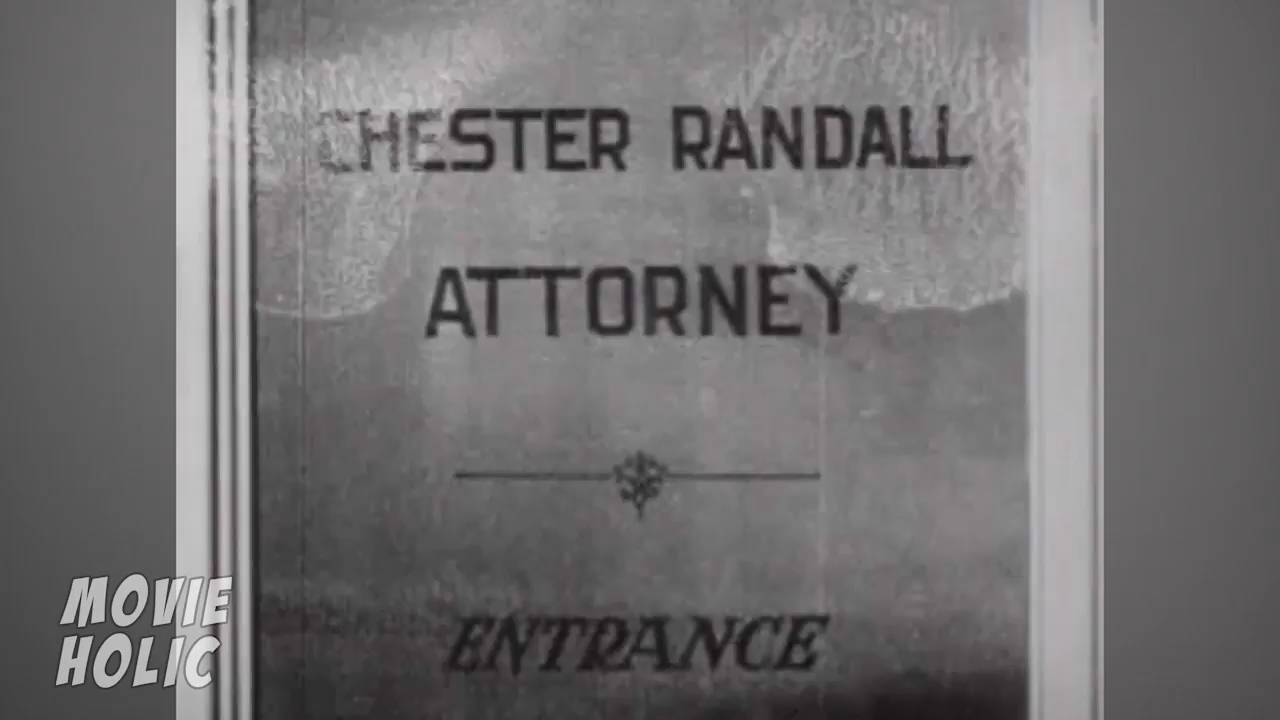 CHESTER RANDALL
ATTORNEY
ENTRANCE
MOVIE
HOLIC